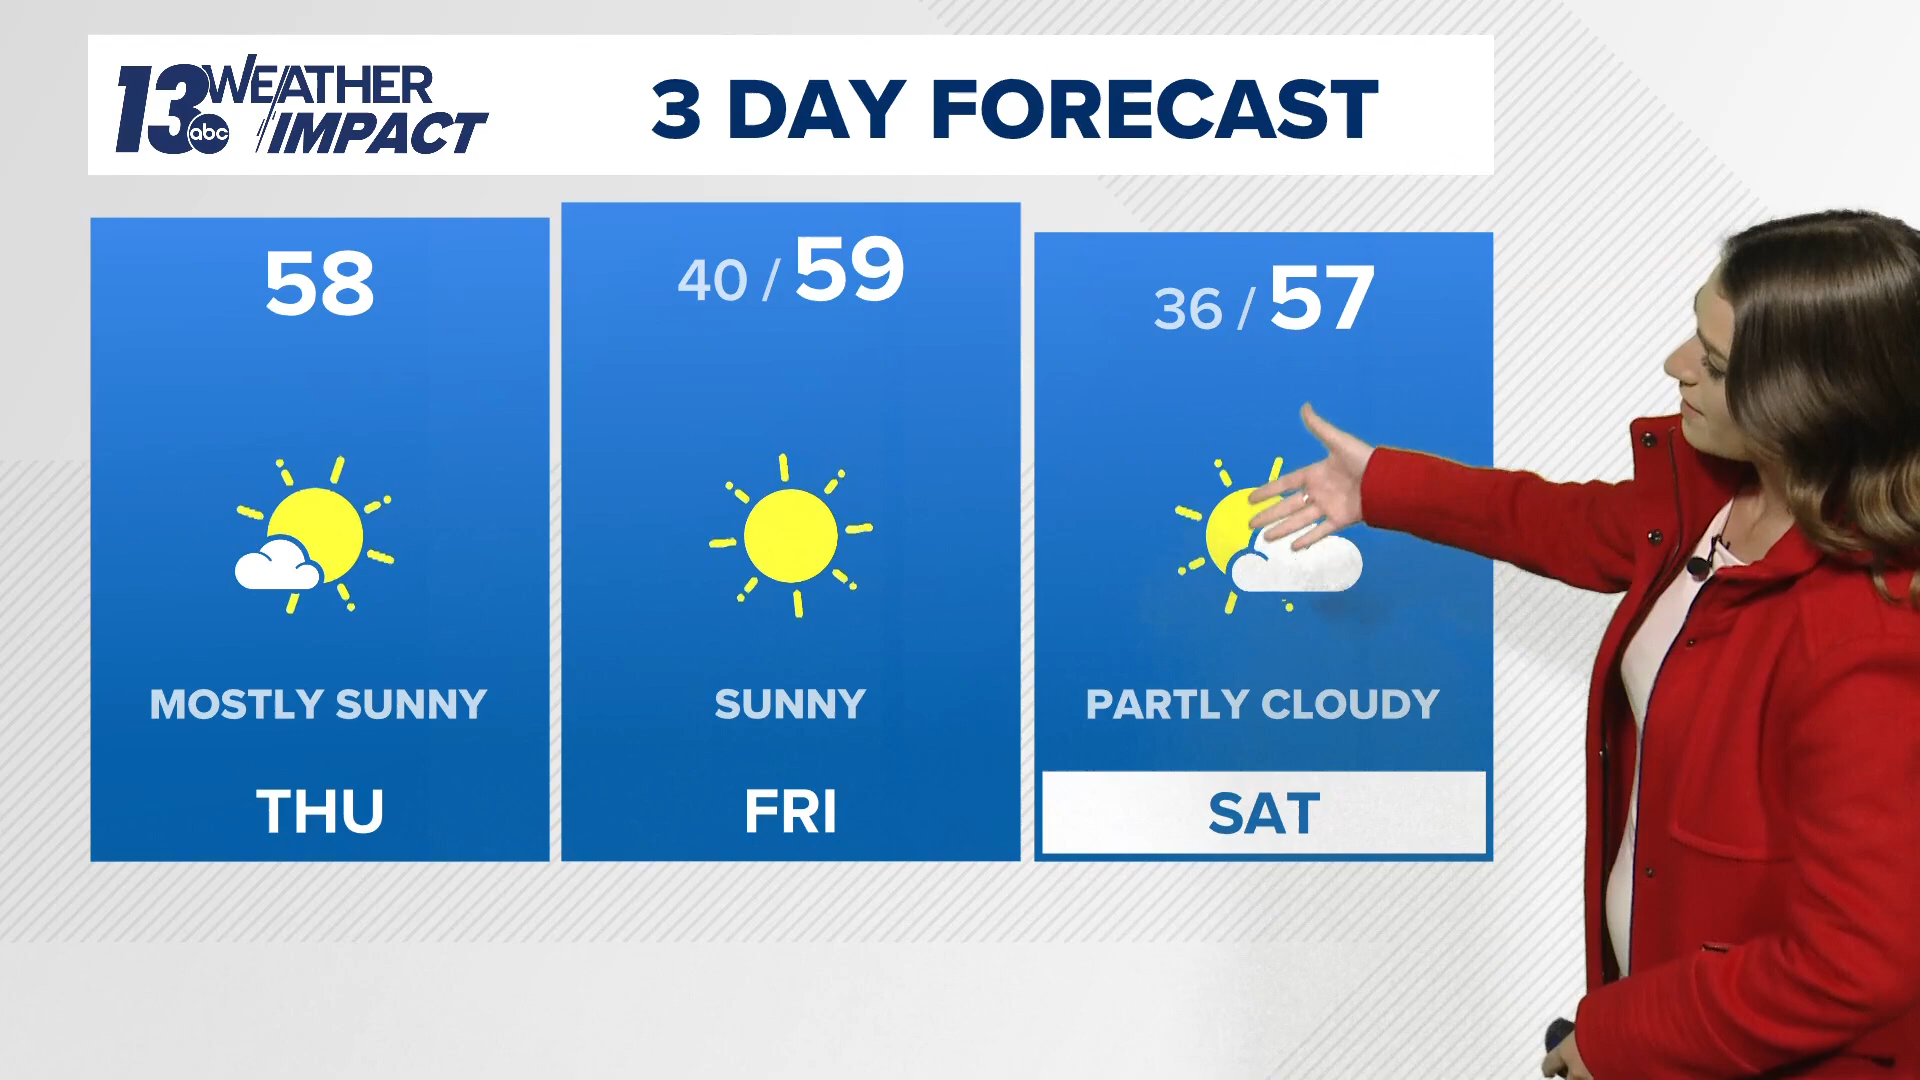 13 WEATHER
abc IMPACT
3 DAY FORECAST
58
MOSTLY SUNNY
THU
40 / 59
SUNNY
FRI
36 / 57
PARTLY CLOUDY
SAT